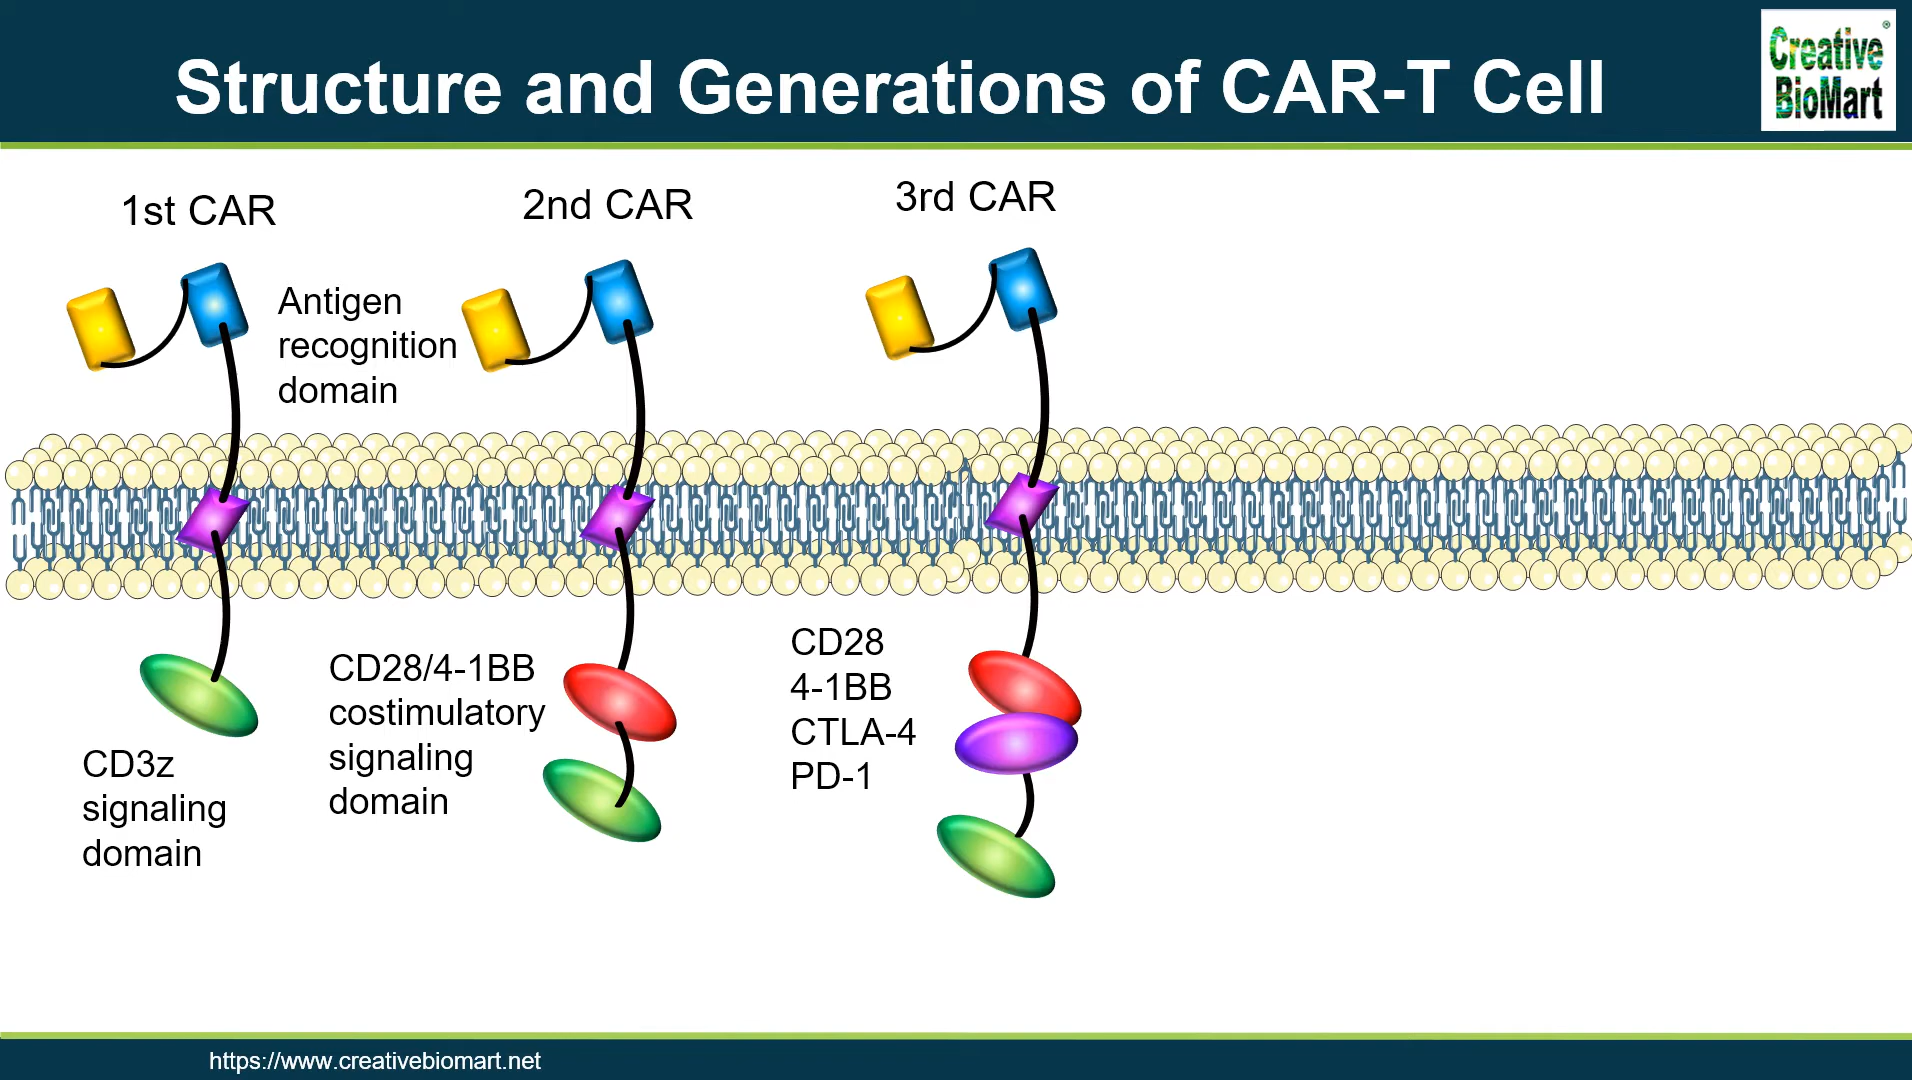 Structure and Generations of CAR-T Cell
Creative
BioMart
®
1st CAR
2nd CAR
3rd CAR
Antigen
recognition
domain
CD3z
signaling
domain
CD28/4-1BB
costimulatory
signaling
domain
CD28
4-1BB
CTLA-4
PD-1
https://www.creativebiomart.net